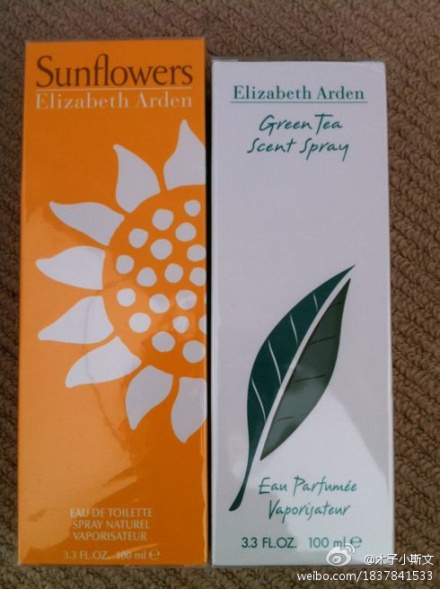 Sunflowers
Elizabeth Arden
EAU DE TOILETTE
SPRAY NATUREL
VAPORISATEUR
3.3 FL.OZ. 100 ml ℮
Elizabeth Arden
Green Tea
Scent Spray
Eau Parfumée
Vaporisateur
3.3 FL.OZ. 100 ml ℮
@木子小斯文
weibo.com/1837841533